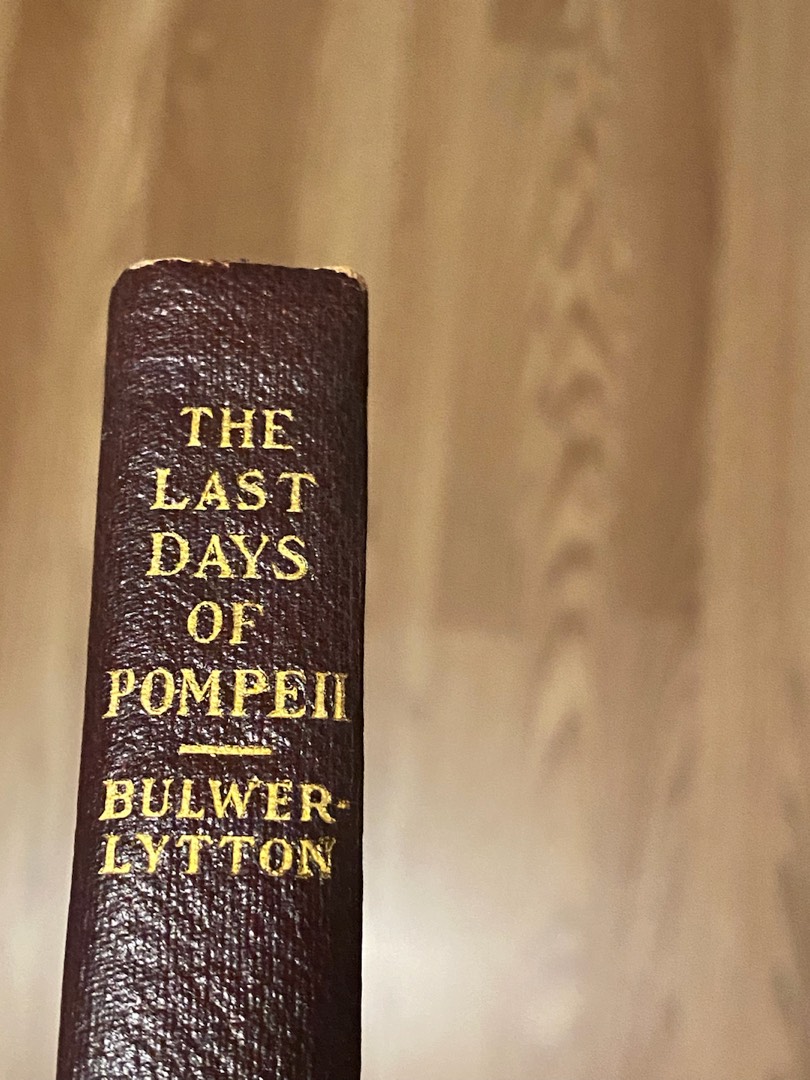 THE
LAST
DAYS
OF
POMPEII
BULWER-
LYTTON